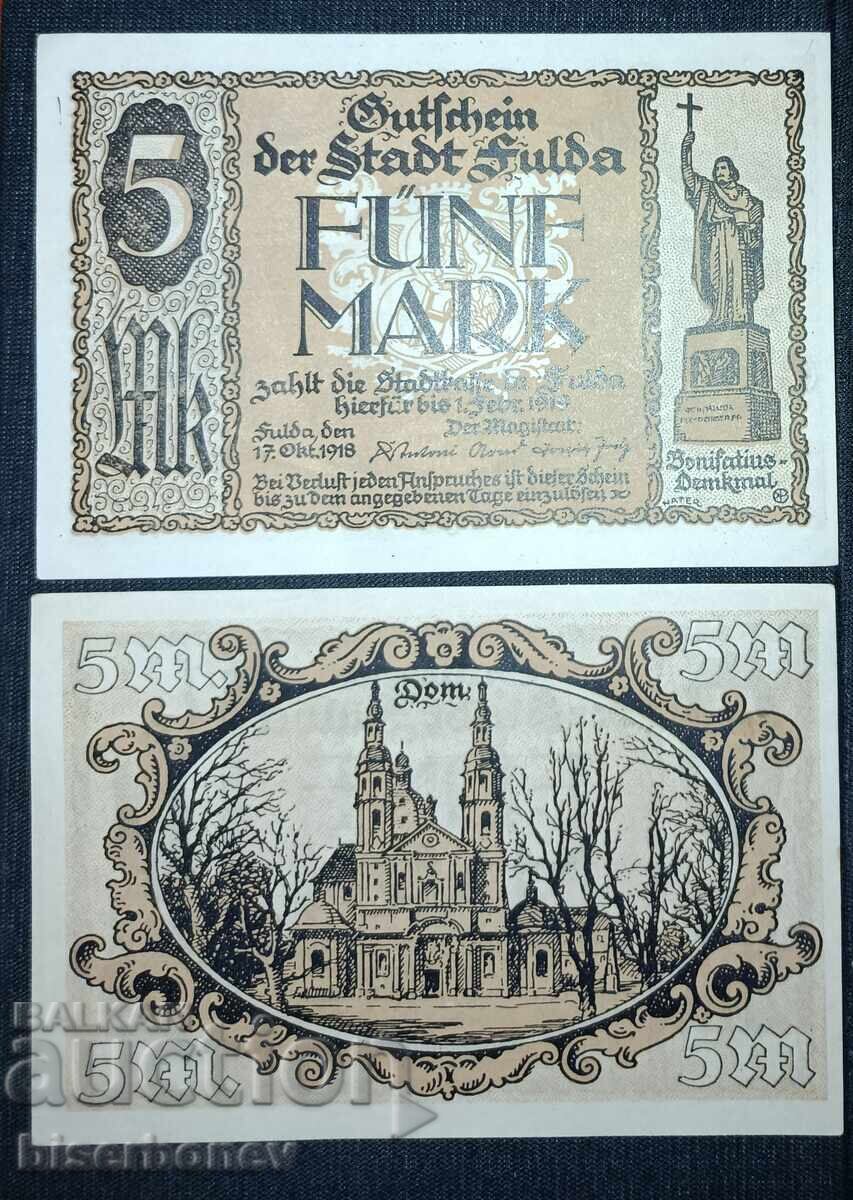 5
Mk
Gutschein
der Stadt Fulda
FÜNF
MARK
zahlt die Stadtkasse in Fulda
hierfür bis 1. Febr. 1919
Fulda, den
17. Okt. 1918
Der Magistrat:
Bei Verlust jeden Anspruches ist dieser Schein
bis zu dem angegebenen Tage einzulösen
Bonifatius-
Denkmal
5M.
5M
Dom.
5M.
5M
BALKAN
auction
biserbonev